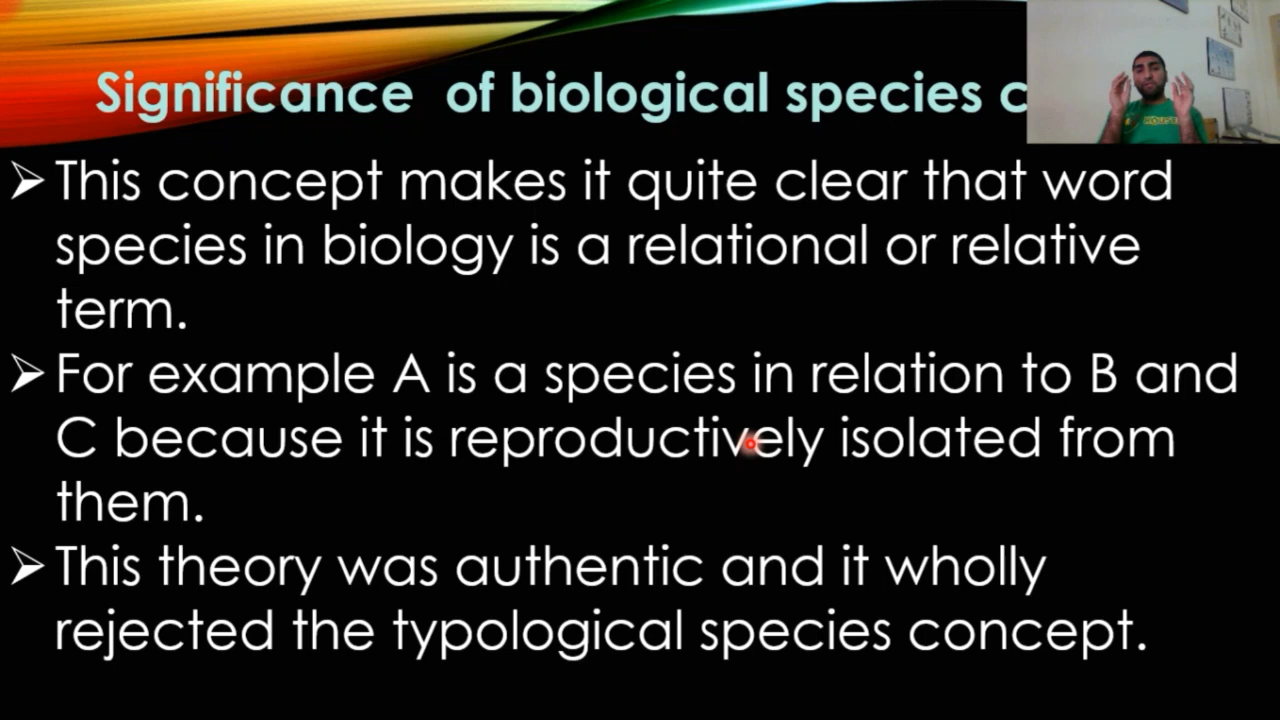 Significance of biological species c
➢This concept makes it quite clear that word
species in biology is a relational or relative
term.
➢For example A is a species in relation to B and
C because it is reproductively isolated from
them.
➢This theory was authentic and it wholly
rejected the typological species concept.